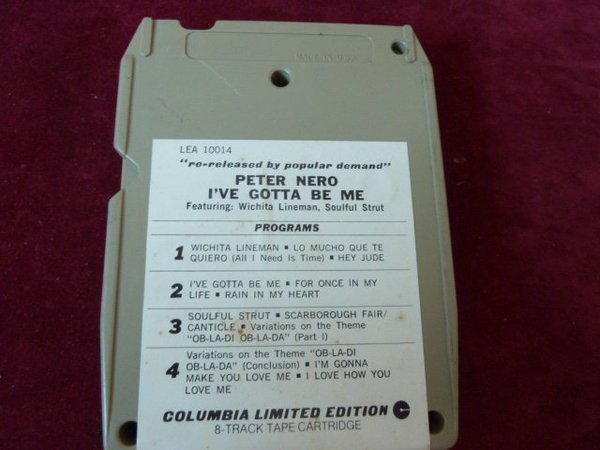 MADE IN U.S.A.
LEA 10014
"re-released by popular demand"
PETER NERO
I'VE GOTTA BE ME
Featuring: Wichita Lineman, Soulful Strut
PROGRAMS
1 WICHITA LINEMAN ▪ LO MUCHO QUE TE
QUIERO (All I Need Is Time) ▪ HEY JUDE
2 I'VE GOTTA BE ME ▪ FOR ONCE IN MY
LIFE ▪ RAIN IN MY HEART
3 SOULFUL STRUT ▪ SCARBOROUGH FAIR/
CANTICLE ▪ Variations on the Theme
"OB-LA-DI OB-LA-DA" (Part I)
4 Variations on the Theme "OB-LA-DI
OB-LA-DA" (Conclusion) ▪ I'M GONNA
MAKE YOU LOVE ME ▪ I LOVE HOW YOU
LOVE ME
COLUMBIA LIMITED EDITION
8-TRACK TAPE CARTRIDGE